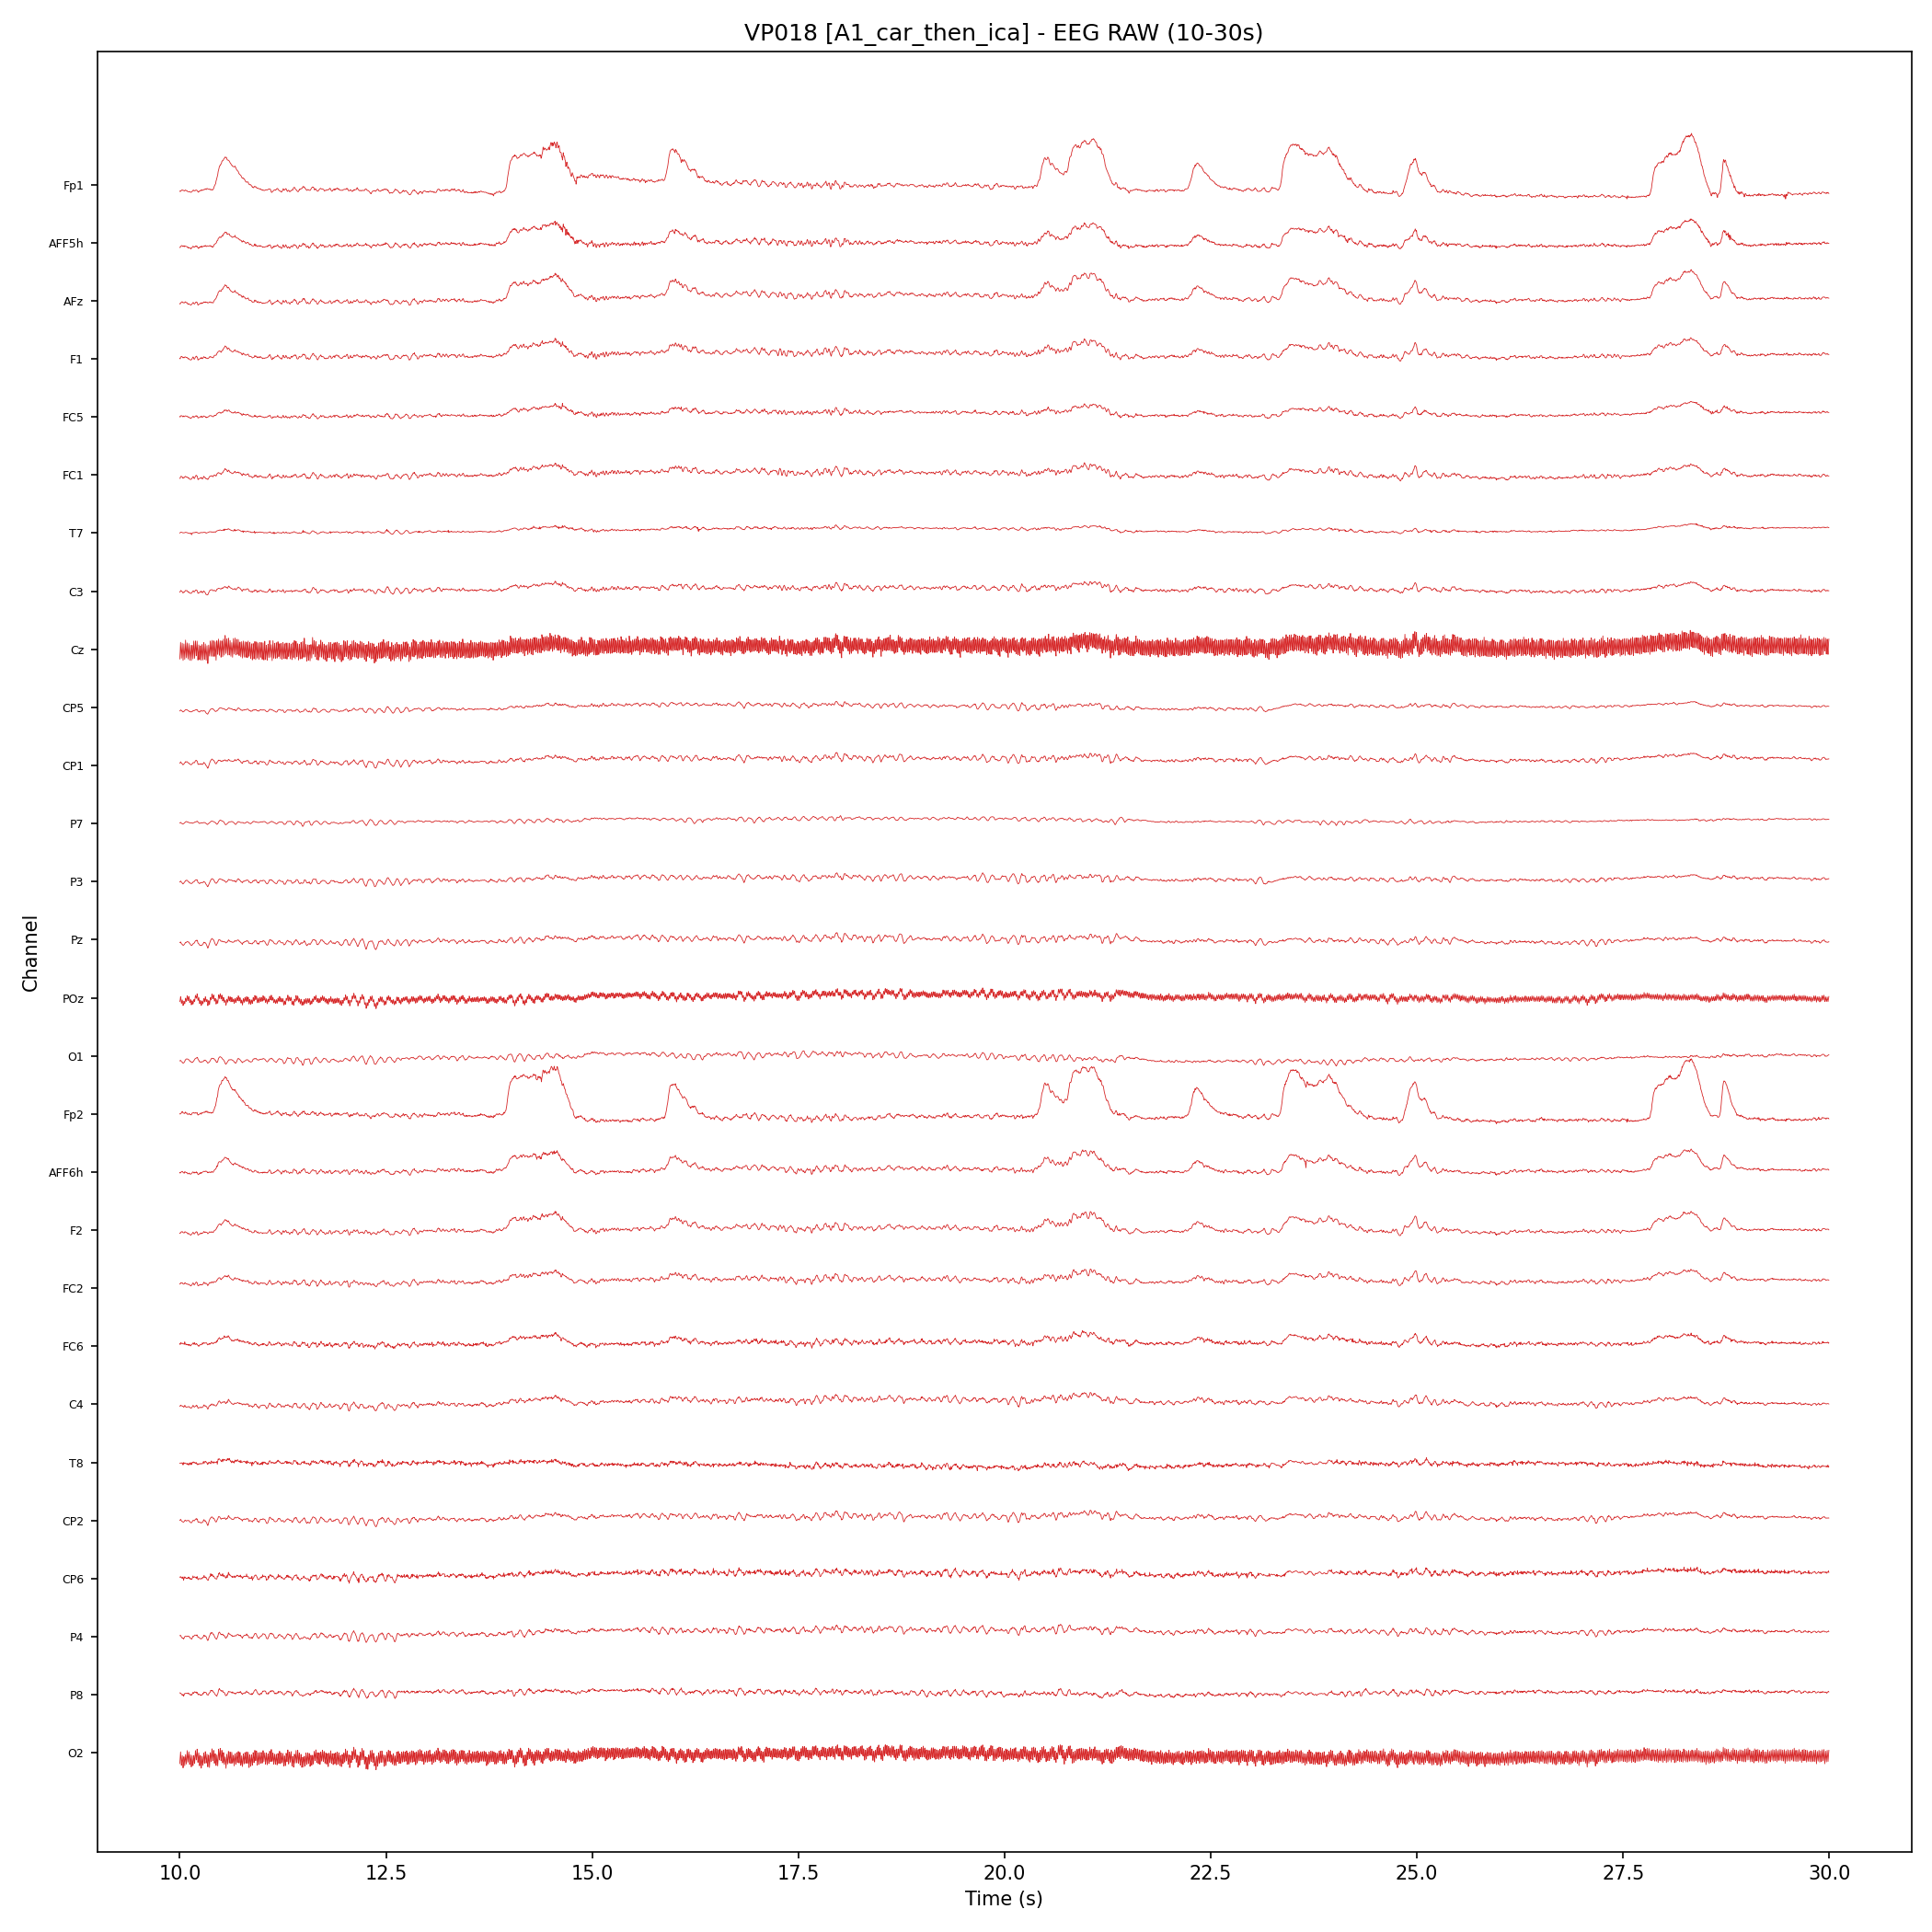 VP018 [A1_car_then_ica] - EEG RAW (10-30s)
Fp1
AFF5h
AFz
F1
FC5
FC1
T7
C3
Cz
CP5
CP1
P7
P3
Pz
POz
O1
Fp2
AFF6h
F2
FC2
FC6
C4
T8
CP2
CP6
P4
P8
O2
Channel
10.0 12.5 15.0 17.5 20.0 22.5 25.0 27.5 30.0
Time (s)